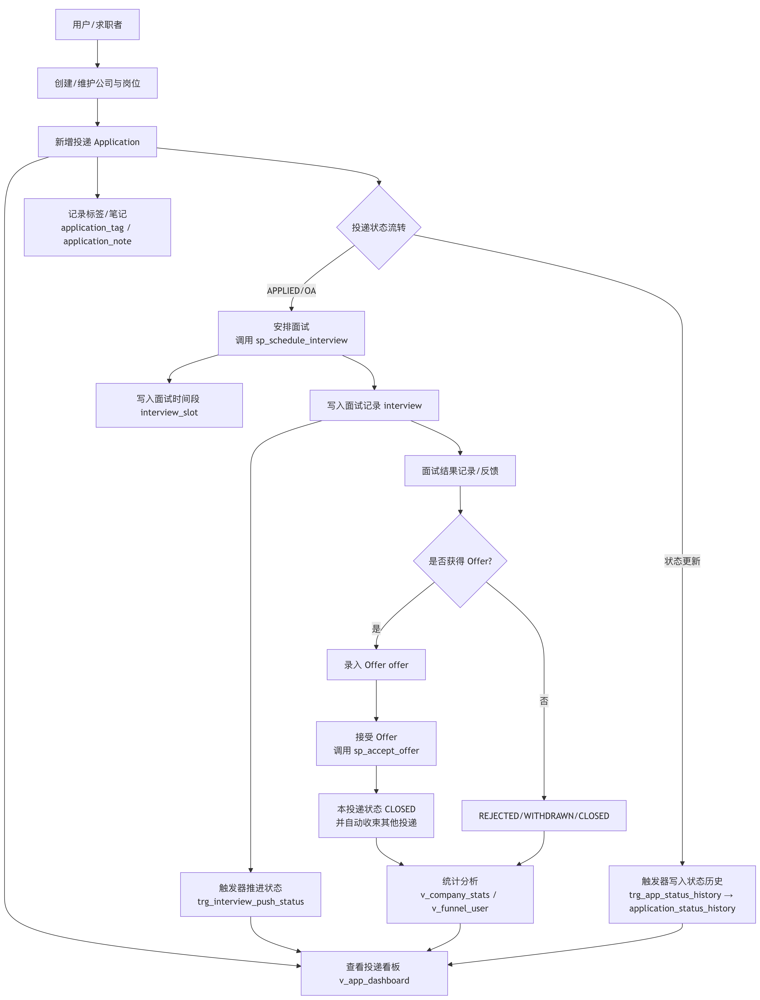 用户/求职者
创建/维护公司与岗位
新增投递 Application
记录标签/笔记
application_tag /
application_note
投递状态流转
APPLIED/OA
安排面试
调用 sp_schedule_interview
写入面试时间段
interview_slot
写入面试记录 interview
面试结果记录/反馈
是否获得 Offer?
状态更新
是
录入 Offer offer
否
接受 Offer
调用 sp_accept_offer
本投递状态 CLOSED
并自动收束其他投递
REJECTED/WITHDRAWN/CLOSED
触发器推进状态
trg_interview_push_status
统计分析
v_company_stats /
v_funnel_user
触发器写入状态历史
trg_app_status_history →
application_status_history
查看投递看板
v_app_dashboard